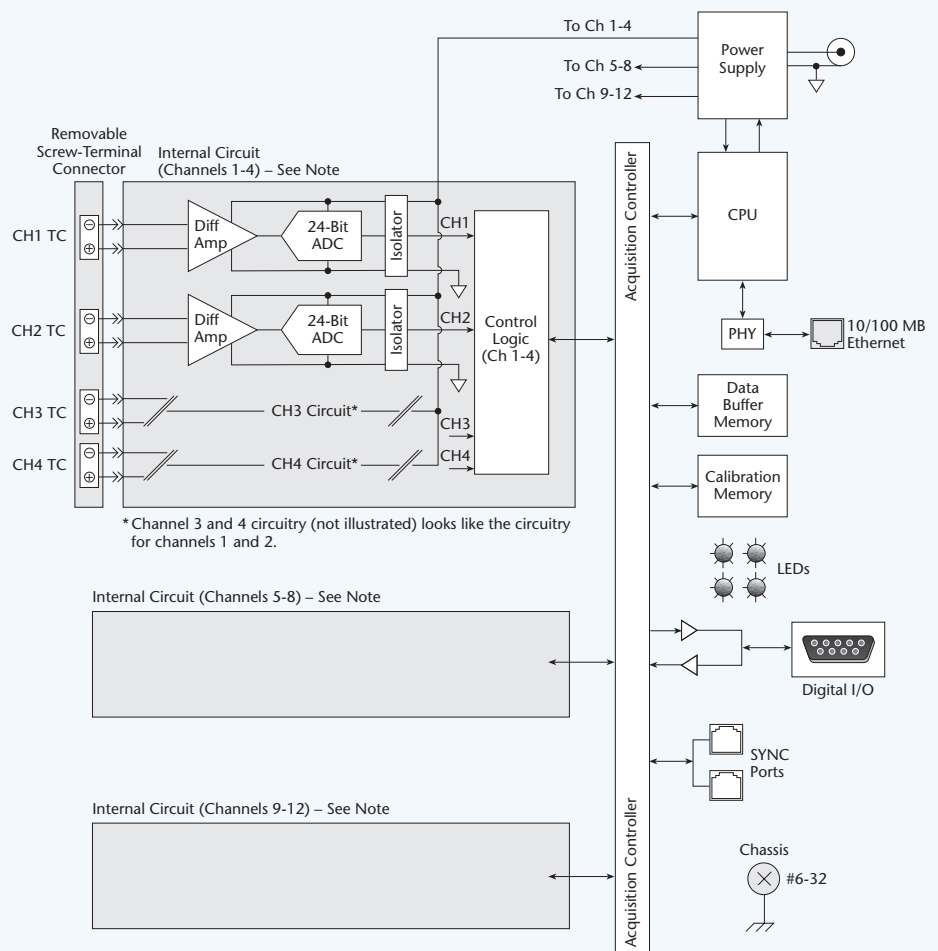 To Ch 1-4
To Ch 5-8
To Ch 9-12
Power
Supply
Removable
Screw-Terminal
Connector
Internal Circuit
(Channels 1-4) – See Note
Acquisition Controller
CPU
CH1 TC
⊖
⊕
Diff
Amp
24-Bit
ADC
Isolator
CH1
CH2 TC
⊖
⊕
Diff
Amp
24-Bit
ADC
Isolator
CH2
Control
Logic
(Ch 1-4)
PHY
10/100 MB
Ethernet
CH3 TC
⊖
⊕
CH3 Circuit*
CH3
CH4 TC
⊖
⊕
CH4 Circuit*
CH4
Data
Buffer
Memory
Calibration
Memory
* Channel 3 and 4 circuitry (not illustrated) looks like the circuitry
for channels 1 and 2.
LEDs
Internal Circuit (Channels 5-8) – See Note
Digital I/O
SYNC
Ports
Internal Circuit (Channels 9-12) – See Note
Acquisition Controller
Chassis
#6-32